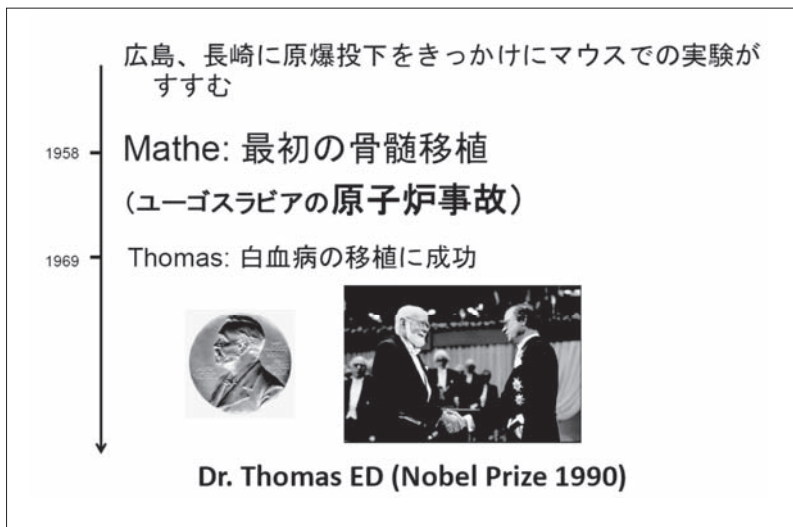 広島、長崎に原爆投下をきっかけにマウスでの実験が
すすむ
1958
Mathe: 最初の骨髄移植
(ユーゴスラビアの原子炉事故)
1969
Thomas: 白血病の移植に成功
Dr. Thomas ED (Nobel Prize 1990)